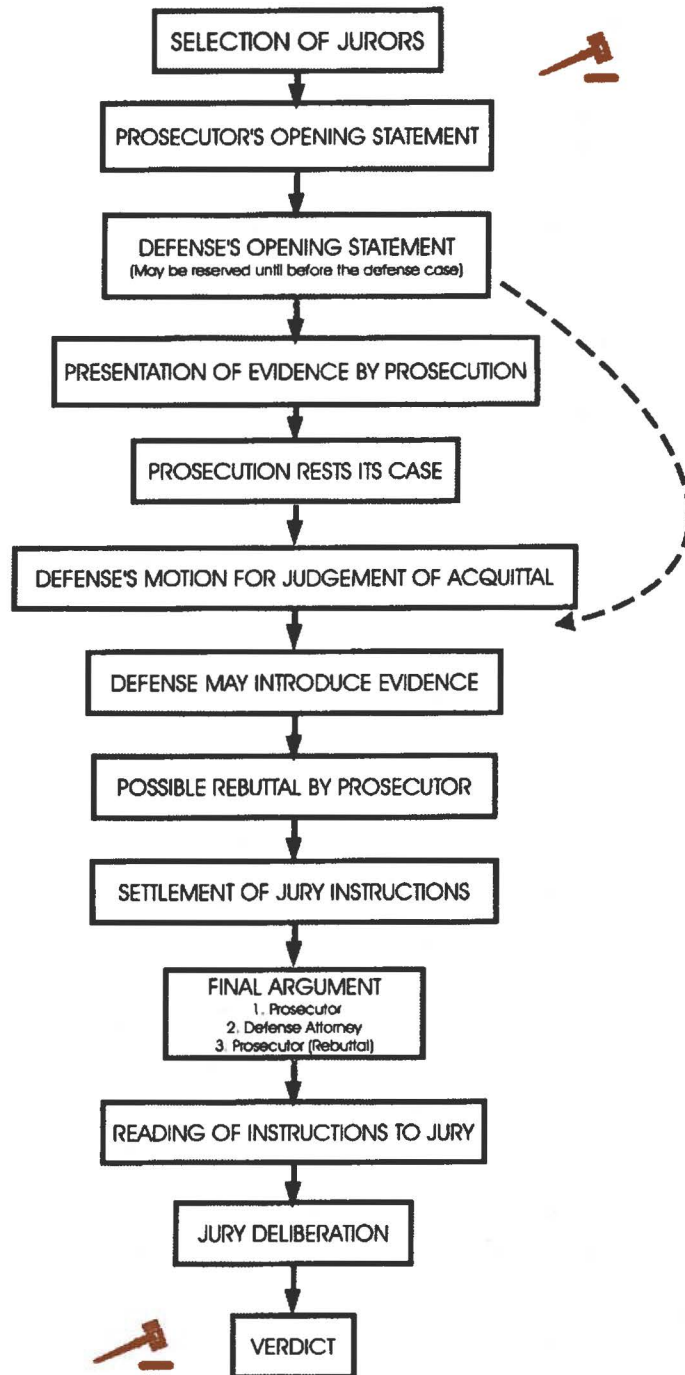 SELECTION OF JURORS
PROSECUTOR'S OPENING STATEMENT
DEFENSE'S OPENING STATEMENT
(May be reserved until before the defense case)
PRESENTATION OF EVIDENCE BY PROSECUTION
PROSECUTION RESTS ITS CASE
DEFENSE'S MOTION FOR JUDGEMENT OF ACQUITTAL
DEFENSE MAY INTRODUCE EVIDENCE
POSSIBLE REBUTTAL BY PROSECUTOR
SETTLEMENT OF JURY INSTRUCTIONS
FINAL ARGUMENT
1. Prosecutor
2. Defense Attorney
3. Prosecutor (Rebuttal)
READING OF INSTRUCTIONS TO JURY
JURY DELIBERATION
VERDICT